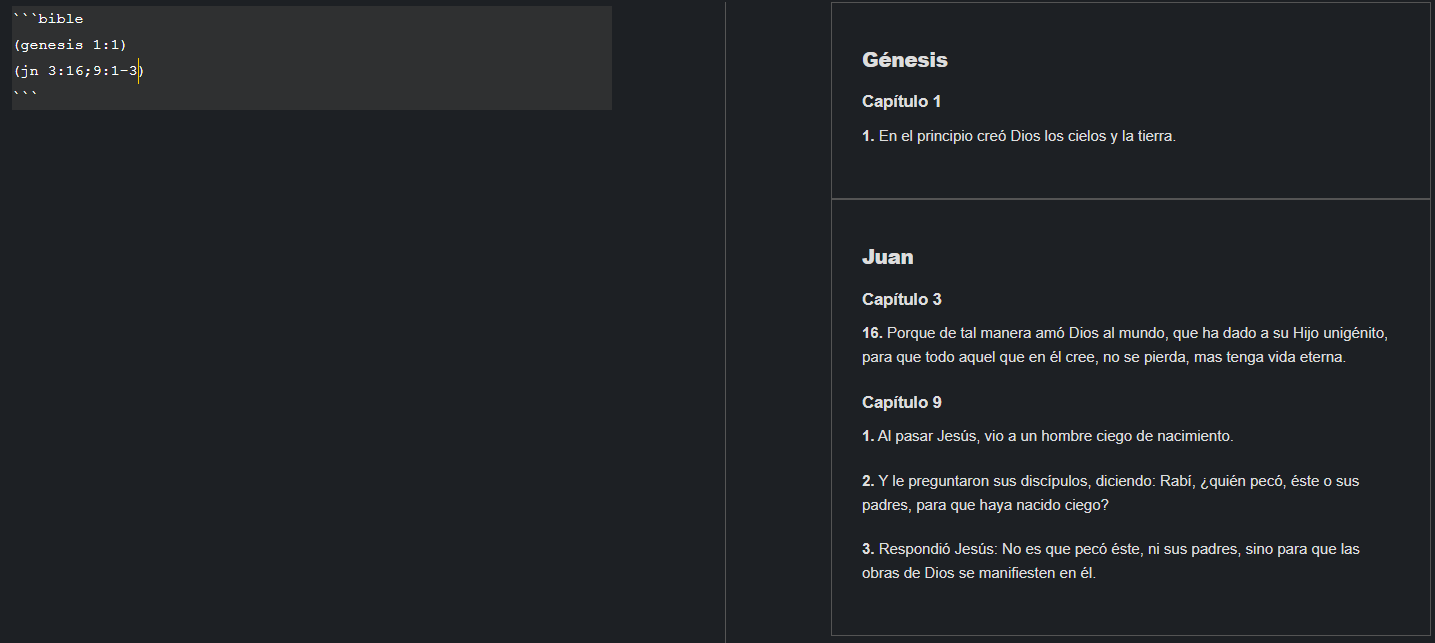 ```bible
(genesis 1:1)
(jn 3:16;9:1-3)
```
Génesis
Capítulo 1
1. En el principio creó Dios los cielos y la tierra.
Juan
Capítulo 3
16. Porque de tal manera amó Dios al mundo, que ha dado a su Hijo unigénito,
para que todo aquel que en él cree, no se pierda, mas tenga vida eterna.
Capítulo 9
1. Al pasar Jesús, vio a un hombre ciego de nacimiento.
2. Y le preguntaron sus discípulos, diciendo: Rabí, ¿quién pecó, éste o sus
padres, para que haya nacido ciego?
3. Respondió Jesús: No es que pecó éste, ni sus padres, sino para que las
obras de Dios se manifiesten en él.